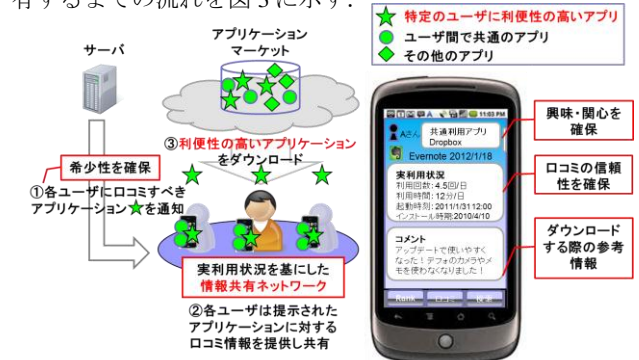 有するまでの流れを図3に示す．
特定のユーザに利便性の高いアプリ
ユーザ間で共通のアプリ
その他のアプリ
アプリケーション
マーケット
サーバ
③利便性の高いアプリケーション
をダウンロード
希少性を確保
①各ユーザに口コミすべき
アプリケーション★を通知
実利用状況を基にした
情報共有ネットワーク
②各ユーザは提示された
アプリケーションに対する
口コミ情報を提供し共有
11:03 PM
Aさん
共通利用アプリ
Dropbox
Evernote 2012/1/18
実利用状況
利用回数: 4.5回/日
利用時間: 12分/日
起動時刻: 2011/1/31 12:00
インストール時期:2010/4/10
コメント
アップデートで使いやすく
なった！デフォのカメラやメ
モを使わなくなりました！
Rank
口コミ
検索
興味・関心を
確保
口コミの信頼
性を確保
ダウンロード
する際の参考
情報